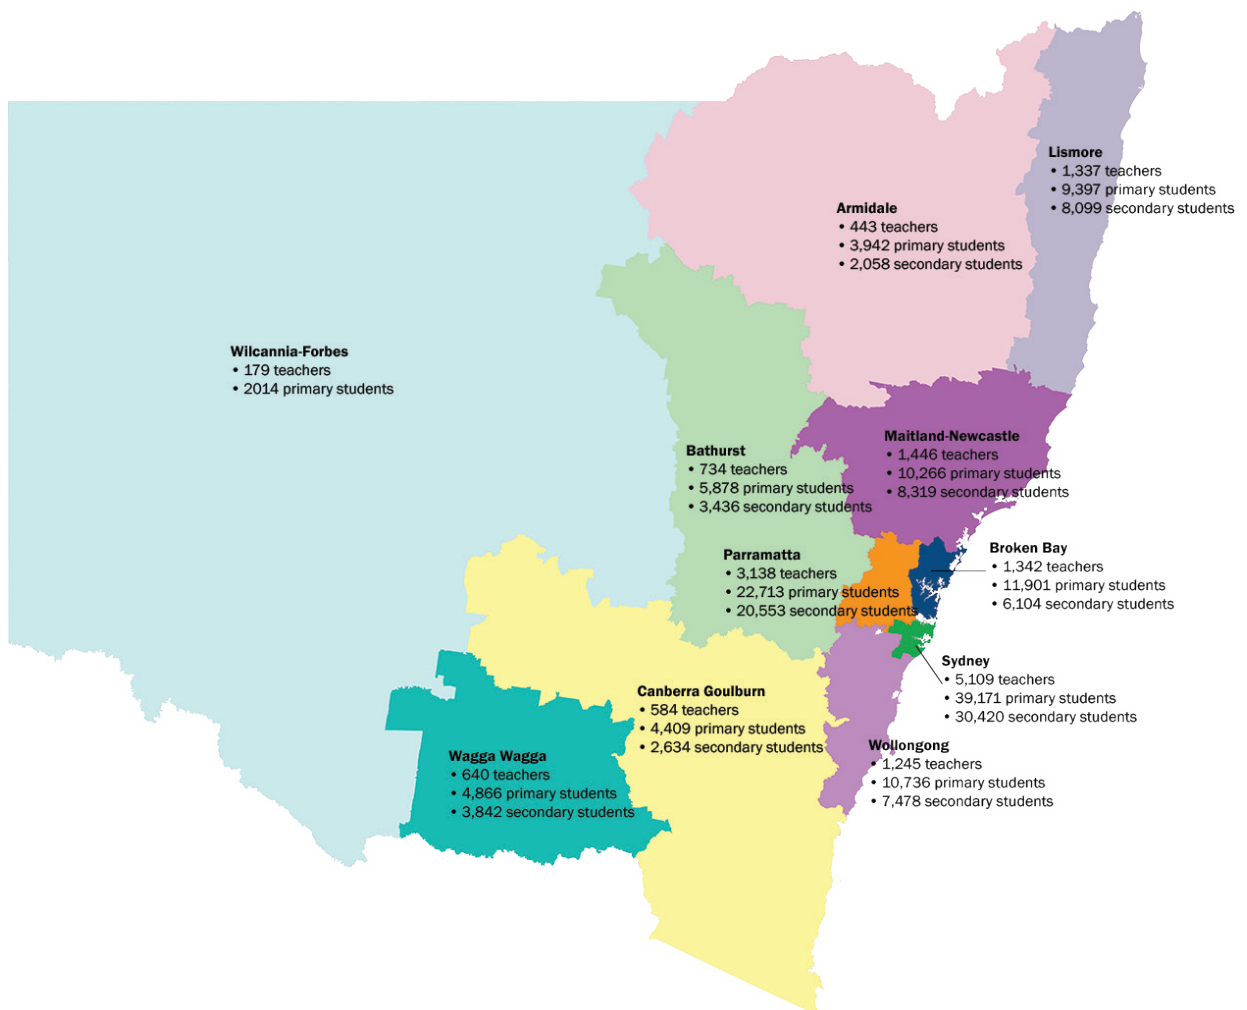 Lismore
• 1,337 teachers
• 9,397 primary students
• 8,099 secondary students
Armidale
• 443 teachers
• 3,942 primary students
• 2,058 secondary students
Wilcannia-Forbes
• 179 teachers
• 2014 primary students
Maitland-Newcastle
• 1,446 teachers
• 10,266 primary students
• 8,319 secondary students
Bathurst
• 734 teachers
• 5,878 primary students
• 3,436 secondary students
Broken Bay
• 1,342 teachers
• 11,901 primary students
• 6,104 secondary students
Parramatta
• 3,138 teachers
• 22,713 primary students
• 20,553 secondary students
Sydney
• 5,109 teachers
• 39,171 primary students
• 30,420 secondary students
Canberra Goulburn
• 584 teachers
• 4,409 primary students
• 2,634 secondary students
Wollongong
• 1,245 teachers
• 10,736 primary students
• 7,478 secondary students
Wagga Wagga
• 640 teachers
• 4,866 primary students
• 3,842 secondary students